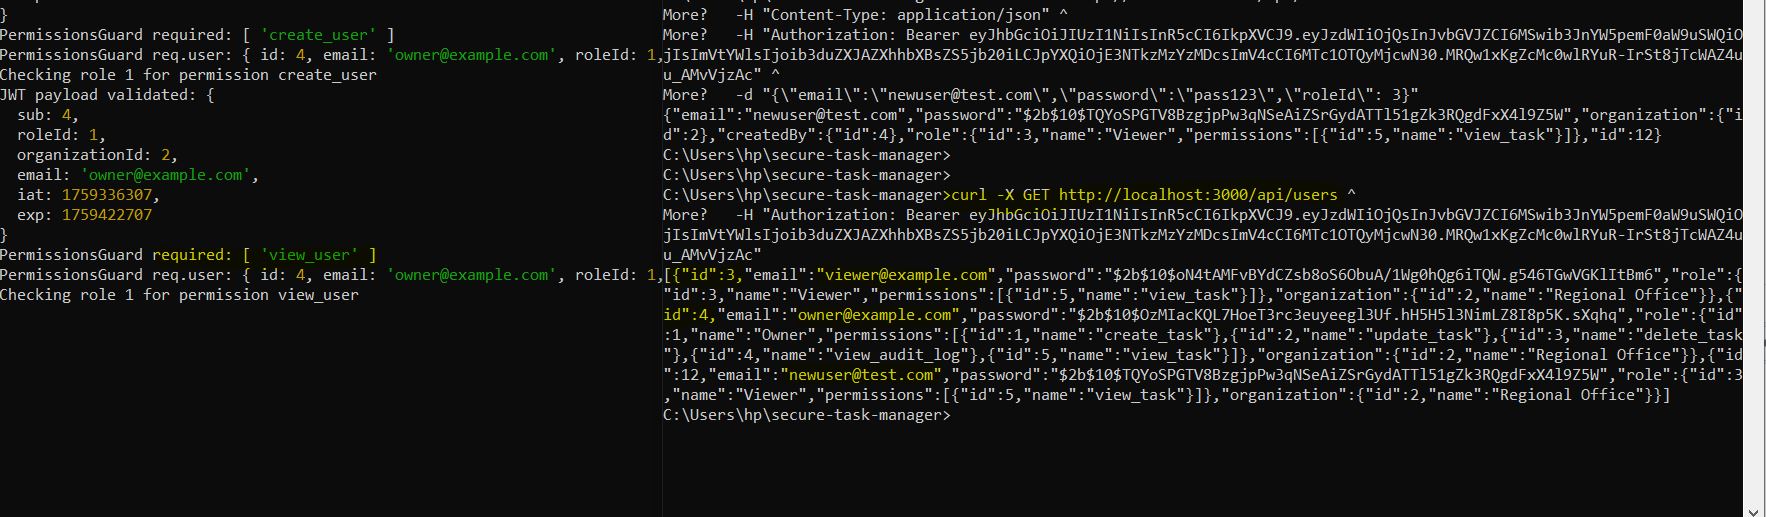 }
PermissionsGuard required: [ 'create_user' ]
PermissionsGuard req.user: { id: 4, email: 'owner@example.com', roleId: 1,
Checking role 1 for permission create_user
JWT payload validated: {
  sub: 4,
  roleId: 1,
  organizationId: 2,
  email: 'owner@example.com',
  iat: 1759336307,
  exp: 1759422707
}
PermissionsGuard required: [ 'view_user' ]
PermissionsGuard req.user: { id: 4, email: 'owner@example.com', roleId: 1,
Checking role 1 for permission view_user
More?   -H "Content-Type: application/json" ^
More?   -H "Authorization: Bearer eyJhbGciOiJIUzI1NiIsInR5cCI6IkpXVCJ9.eyJzdWIiOjQsInJvbGVJZCI6MSwib3JnYW5pemF0aW9uSWQiO
jIsImVtYWlsIjoib3duZXJAZXhhbXBsZS5jb20iLCJpYXQiOjE3NTkzMzYzMDcsImV4cCI6MTc1OTQyMjcwN30.MRQw1xKgZcMc0wlRYuR-IrSt8jTcWAZ4u
u_AMvVjzAc" ^
More?   -d "{\"email\":\"newuser@test.com\",\"password\":\"pass123\",\"roleId\": 3}"
{"email":"newuser@test.com","password":"$2b$10$TQYoSPGTV8BzgjpPw3qNSeAiZSrGydATTl51gZk3RQgdFxX4l9Z5W","organization":{"i
d":2},"createdBy":{"id":4},"role":{"id":3,"name":"Viewer","permissions":[{"id":5,"name":"view_task"}]},"id":12}
C:\Users\hp\secure-task-manager>
C:\Users\hp\secure-task-manager>
C:\Users\hp\secure-task-manager>curl -X GET http://localhost:3000/api/users ^
More?   -H "Authorization: Bearer eyJhbGciOiJIUzI1NiIsInR5cCI6IkpXVCJ9.eyJzdWIiOjQsInJvbGVJZCI6MSwib3JnYW5pemF0aW9uSWQiO
jIsImVtYWlsIjoib3duZXJAZXhhbXBsZS5jb20iLCJpYXQiOjE3NTkzMzYzMDcsImV4cCI6MTc1OTQyMjcwN30.MRQw1xKgZcMc0wlRYuR-IrSt8jTcWAZ4u
u_AMvVjzAc"
[{"id":3,"email":"viewer@example.com","password":"$2b$10$oN4tAMFvBYdCZsb8oS6ObuA/1Wg0hQg6iTQW.g546TGwVGKlItBm6","role":{
"id":3,"name":"Viewer","permissions":[{"id":5,"name":"view_task"}]},"organization":{"id":2,"name":"Regional Office"}},{"
id":4,"email":"owner@example.com","password":"$2b$10$OzMIacKQL7HoeT3rc3euyeegl3Uf.hH5H5l3NimLZ8I8p5K.sXqhq","role":{"id"
:1,"name":"Owner","permissions":[{"id":1,"name":"create_task"},{"id":2,"name":"update_task"},{"id":3,"name":"delete_task
"},{"id":4,"name":"view_audit_log"},{"id":5,"name":"view_task"}]},"organization":{"id":2,"name":"Regional Office"}},{"id
":12,"email":"newuser@test.com","password":"$2b$10$TQYoSPGTV8BzgjpPw3qNSeAiZSrGydATTl51gZk3RQgdFxX4l9Z5W","role":{"id":3
,"name":"Viewer","permissions":[{"id":5,"name":"view_task"}]},"organization":{"id":2,"name":"Regional Office"}}]
C:\Users\hp\secure-task-manager>